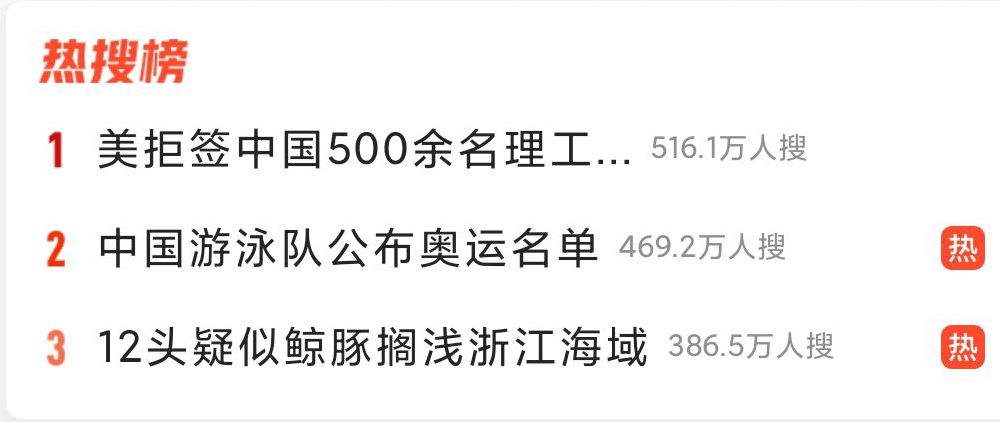 热搜榜
1 美拒签中国500余名理工... 516.1万人搜
2 中国游泳队公布奥运名单 469.2万人搜 热
3 12头疑似鲸豚搁浅浙江海域 386.5万人搜 热